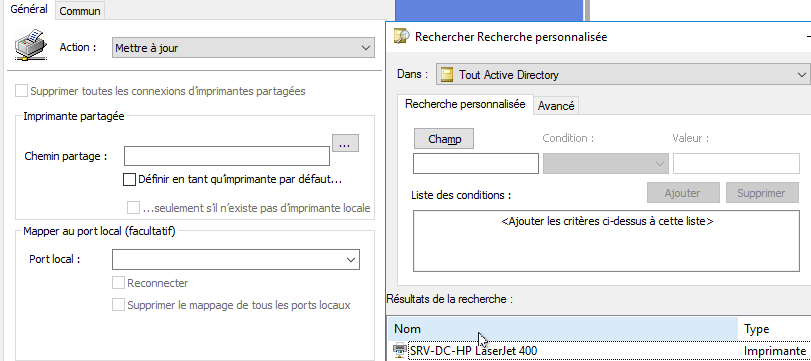 Général
Commun
Action :
Mettre à jour
Supprimer toutes les connexions d'imprimantes partagées
Imprimante partagée
Chemin partage :
...
Définir en tant qu'imprimante par défaut...
...seulement s'il n'existe pas d'imprimante locale
Mapper au port local (facultatif)
Port local :
Reconnecter
Supprimer le mappage de tous les ports locaux
Rechercher Recherche personnalisée
Dans :
Tout Active Directory
Recherche personnalisée
Avancé
Champ
Condition :
Valeur :
Liste des conditions :
Ajouter
Supprimer
<Ajouter les critères ci-dessus à cette liste>
Résultats de la recherche :
Nom
Type
SRV-DC-HP LaserJet 400
Imprimante